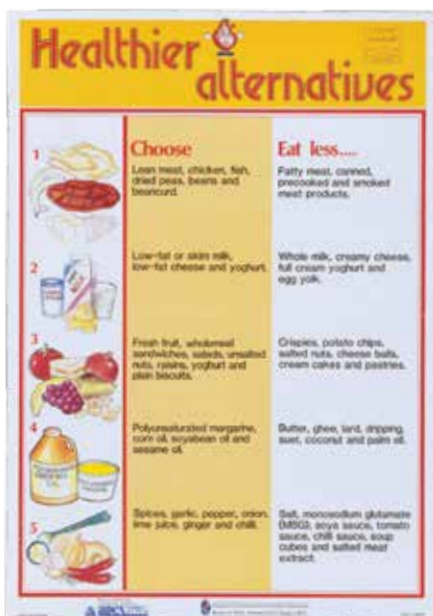 Healthier
alternatives
Choose
Eat less....
1
Lean meat, chicken, fish,
dried peas, beans and
beancurd.
Fatty meat, canned,
precooked and smoked
meat products.
2
Low-fat or skim milk,
low-fat cheese and yoghurt.
Whole milk, creamy cheese,
full cream yoghurt and
egg yolk.
3
Fresh fruit, wholemeal
sandwiches, salads, unsalted
nuts, raisins, yoghurt and
plain biscuits.
Crispies, potato chips,
salted nuts, cheese balls,
cream cakes and pastries.
4
Polyunsaturated margarine,
corn oil, soyabean oil and
sesame oil.
Butter, ghee, lard, dripping,
suet, coconut and palm oil.
5
Spices, garlic, pepper, onion,
lime juice, ginger and chilli.
Salt, monosodium glutamate
(MSG), soya sauce, tomato
sauce, chilli sauce, soup
cubes and salted meat
extract.